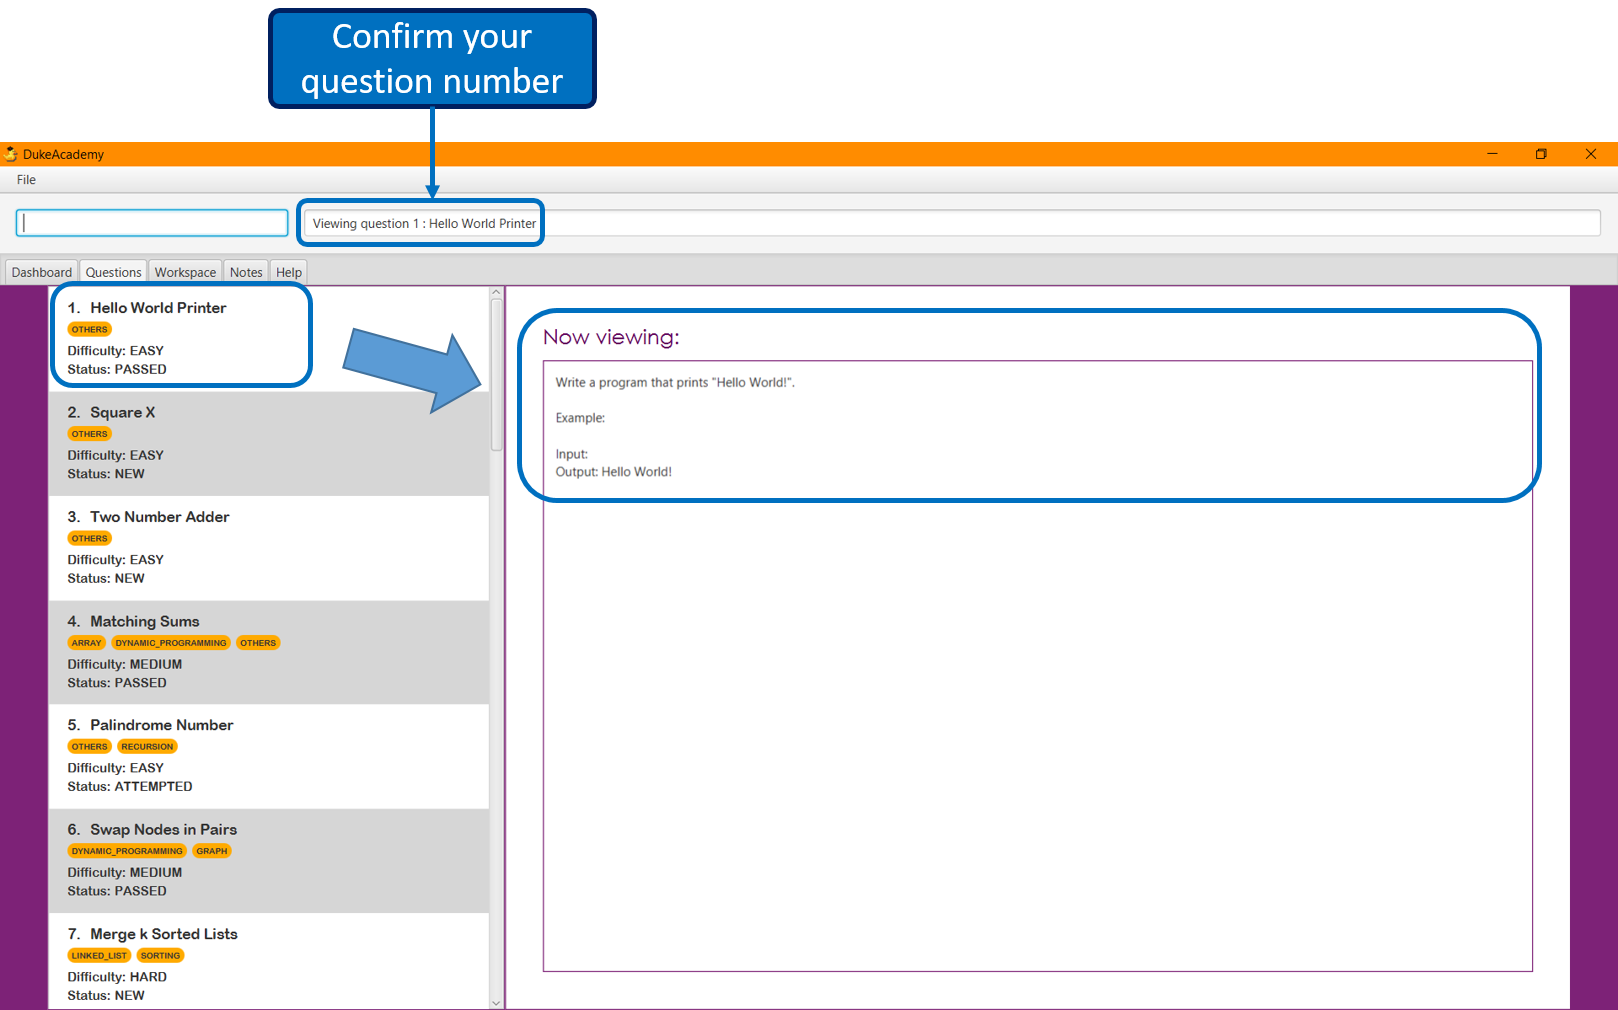 Confirm your
question number
DukeAcademy
File
Viewing question 1 : Hello World Printer
Dashboard Questions Workspace Notes Help
1. Hello World Printer
OTHERS
Difficulty: EASY
Status: PASSED
2. Square X
OTHERS
Difficulty: EASY
Status: NEW
3. Two Number Adder
OTHERS
Difficulty: EASY
Status: NEW
4. Matching Sums
ARRAY DYNAMIC_PROGRAMMING OTHERS
Difficulty: MEDIUM
Status: PASSED
5. Palindrome Number
OTHERS RECURSION
Difficulty: EASY
Status: ATTEMPTED
6. Swap Nodes in Pairs
DYNAMIC_PROGRAMMING GRAPH
Difficulty: MEDIUM
Status: PASSED
7. Merge k Sorted Lists
LINKED_LIST SORTING
Difficulty: HARD
Status: NEW
Now viewing:
Write a program that prints "Hello World!".
Example:
Input:
Output: Hello World!